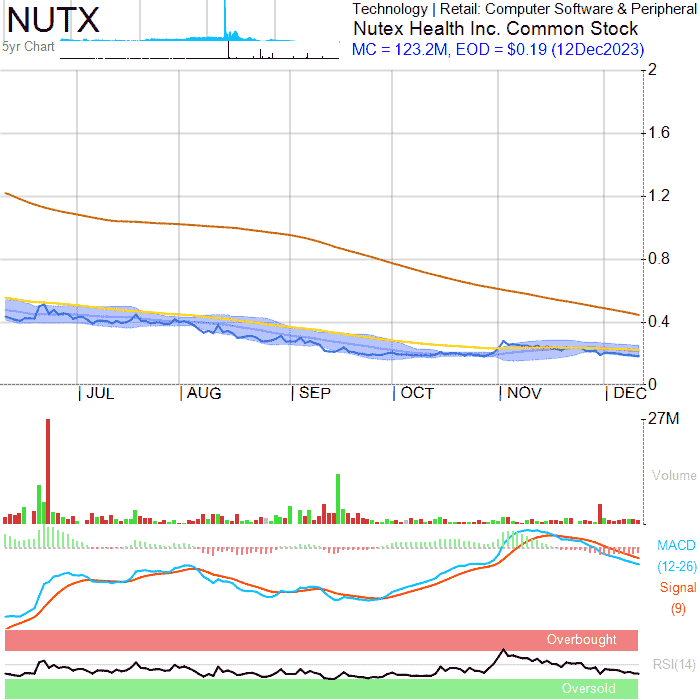 NUTX
5yr Chart
Technology | Retail: Computer Software & Peripheral
Nutex Health Inc. Common Stock
MC = 123.2M, EOD = $0.19 (12Dec2023)
2
1.6
1.2
0.8
0.4
0
| JUL | AUG | SEP | OCT | NOV | DEC
27M
Volume
MACD
(12-26)
Signal
(9)
Overbought
RSI(14)
Oversold